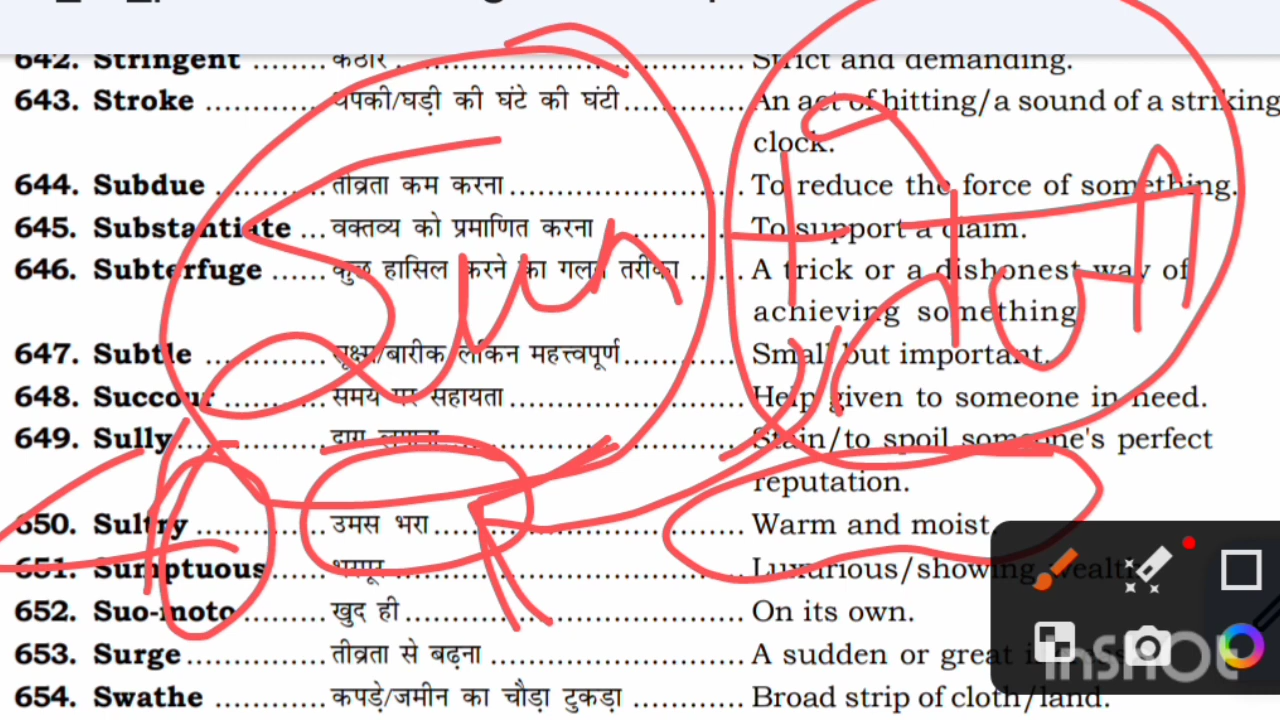 642. Stringent ........ कठोर ........ Strict and demanding.
643. Stroke ........ थपकी/घड़ी की घंटे की घंटी ........ An act of hitting/a sound of a striking
clock.
644. Subdue ........ तीव्रता कम करना ........ To reduce the force of something.
645. Substantiate ... वक्तव्य को प्रमाणित करना ........ To support a claim.
646. Subterfuge ...... कुछ हासिल करने का गलत तरीका ...... A trick or a dishonest way of
achieving something
647. Subtle ........ सूक्ष्म/बारीक लेकिन महत्त्वपूर्ण ........ Small but important.
648. Succour ........ समय पर सहायता ........ Help given to someone in need.
649. Sully ........ दाग लगाना ........ Stain/to spoil someone's perfect
reputation.
650. Sultry ........ उमस भरा ........ Warm and moist.
651. Sumptuous ...... ........ Luxurious/showing wealth
652. Suo-moto ........ खुद ही ........ On its own.
653. Surge ........ तीव्रता से बढ़ना ........ A sudden or great
654. Swathe ........ कपड़े/जमीन का चौड़ा टुकड़ा ........ Broad strip of cloth/land.
Sun
InShOt